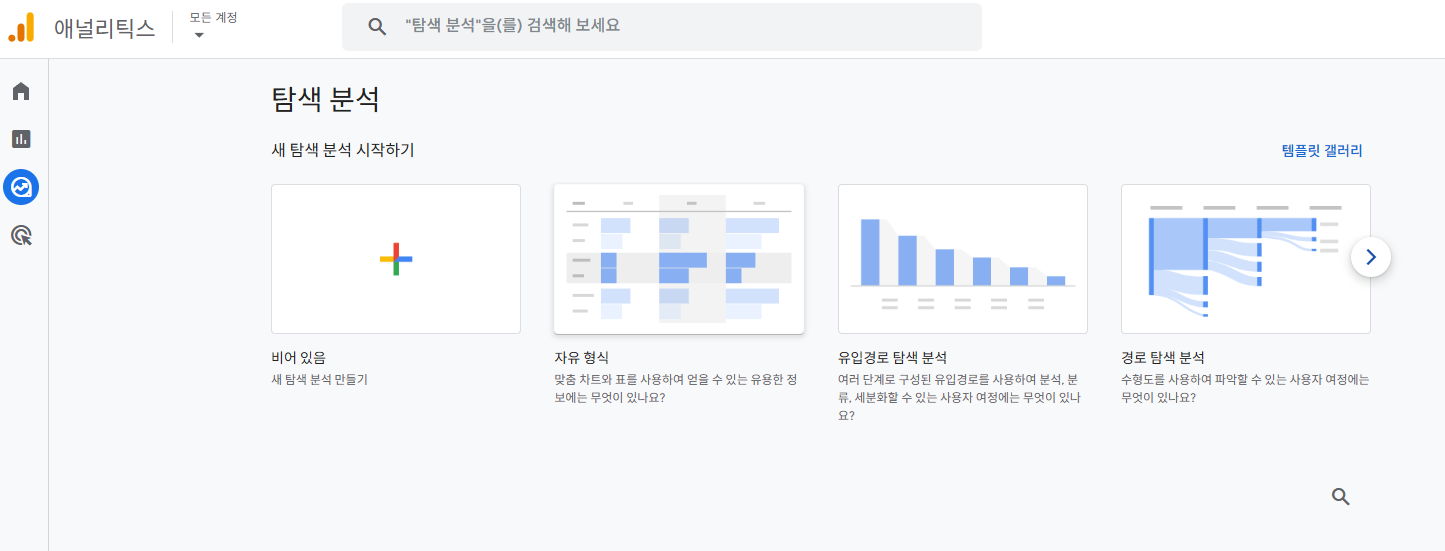 애널리틱스
모든 계정
"탐색 분석"을(를) 검색해 보세요
탐색 분석
새 탐색 분석 시작하기
템플릿 갤러리
비어 있음
새 탐색 분석 만들기
자유 형식
맞춤 차트와 표를 사용하여 얻을 수 있는 유용한 정
보에는 무엇이 있나요?
유입경로 탐색 분석
여러 단계로 구성된 유입경로를 사용하여 분석, 분
류, 세분화할 수 있는 사용자 여정에는 무엇이 있나
요?
경로 탐색 분석
수형도를 사용하여 파악할 수 있는 사용자 여정에는
무엇이 있나요?